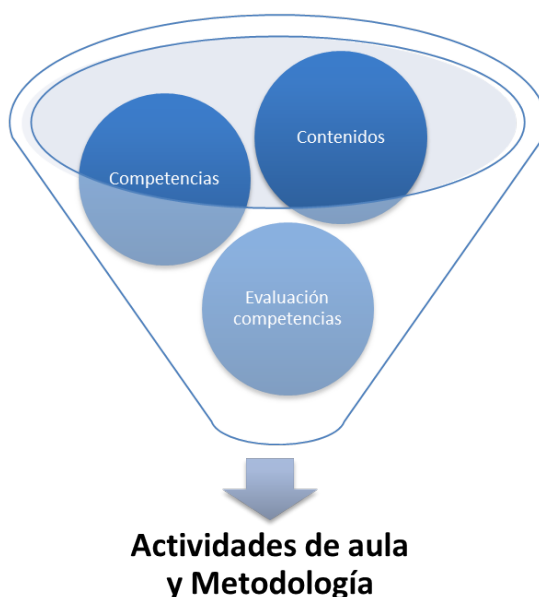 Contenidos
Competencias
Evaluación
competencias
Actividades de aula
y Metodología